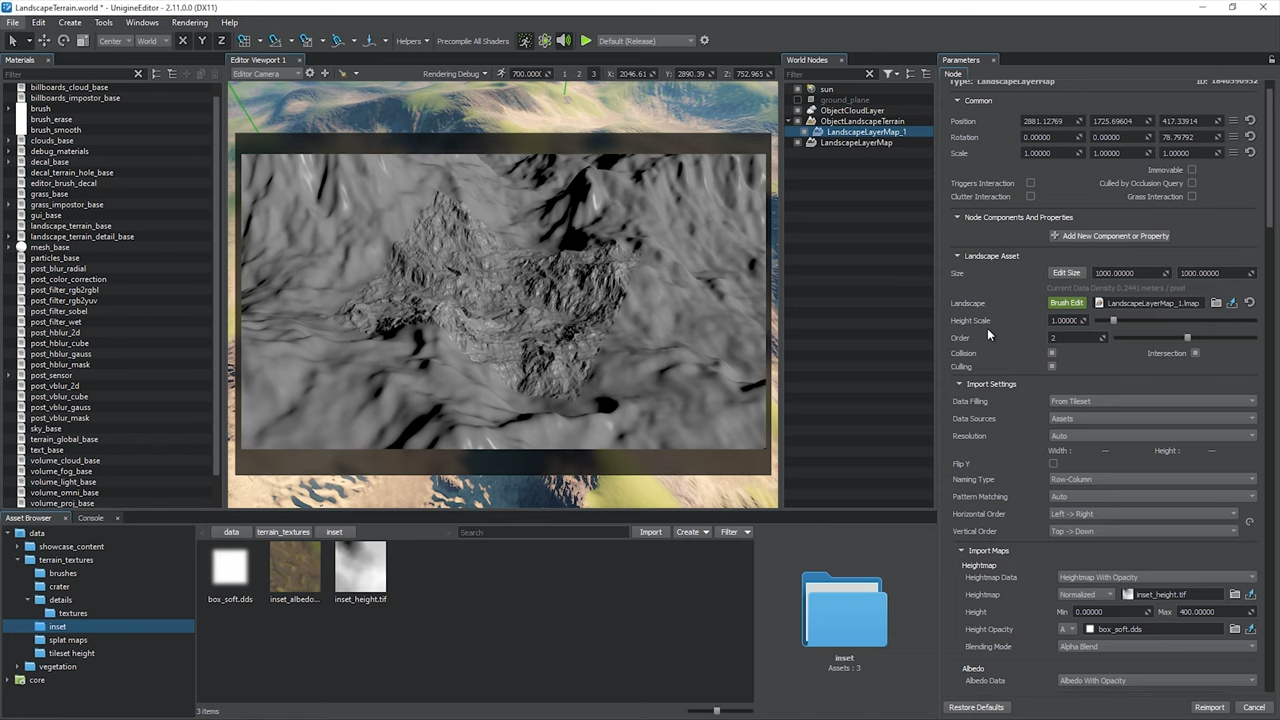 LandscapeTerrain.world * - UnigineEditor - 2.11.0.0 (DX11)
File Edit Create Tools Windows Rendering Help
Center World X Y Z Helpers Precompile All Shaders Default (Release)
Materials
Filter
billboards_cloud_base
billboards_impostor_base
brush
brush_erase
brush_smooth
clouds_base
debug_materials
decal_base
decal_terrain_hole_base
editor_brush_decal
grass_base
grass_impostor_base
gui_base
landscape_terrain_base
landscape_terrain_detail_base
mesh_base
particles_base
post_blur_radial
post_color_correction
post_filter_rgb2rgbl
post_filter_rgb2yuv
post_filter_sobel
post_filter_wet
post_hblur_2d
post_hblur_cube
post_hblur_gauss
post_hblur_mask
post_sensor
post_vblur_2d
post_vblur_cube
post_vblur_gauss
post_vblur_mask
sky_base
terrain_global_base
text_base
volume_cloud_base
volume_fog_base
volume_light_base
volume_omni_base
volume_proj_base
Editor Viewport 1
Editor Camera Rendering Debug 700.000 1 2 3 X: 2046.61 Y: 2890.39 Z: 752.965
World Nodes
Filter
sun
ground_plane
ObjectCloudLayer
ObjectLandscapeTerrain
LandscapeLayerMap_1
LandscapeLayerMap
Parameters
Node
Type: LandscapeLayerMap
Common
Position 2881.12769 1725.69604 417.33914
Rotation 0.00000 0.00000 78.79792
Scale 1.00000 1.00000 1.00000
Immovable
Triggers Interaction Culled by Occlusion Query
Clutter Interaction Grass Interaction
Node Components And Properties
Add New Component or Property
Landscape Asset
Size Edit Size 1000.00000 1000.00000
Current Data Density 0.2441 meters / pixel
Landscape Brush Edit LandscapeLayerMap_1.lmap
Height Scale 1.00000
Order 2
Collision Intersection
Culling
Import Settings
Data Filling From Tileset
Data Sources Assets
Resolution Auto
Width : — Height : —
Flip Y
Naming Type Row-Column
Pattern Matching Auto
Horizontal Order Left -> Right
Vertical Order Top -> Down
Import Maps
Heightmap
Heightmap Data Heightmap With Opacity
Heightmap Normalized inset_height.tif
Height Min 0.00000 Max 400.00000
Height Opacity A box_soft.dds
Blending Mode Alpha Blend
Albedo
Albedo Data Albedo With Opacity
Restore Defaults Reimport Cancel
Asset Browser Console
data
showcase_content
terrain_textures
brushes
crater
details
textures
inset
splat maps
tileset height
vegetation
core
data terrain_textures inset Search Import Create Filter
box_soft.dds inset_albedo... inset_height.tif
inset
Assets : 3
3 items